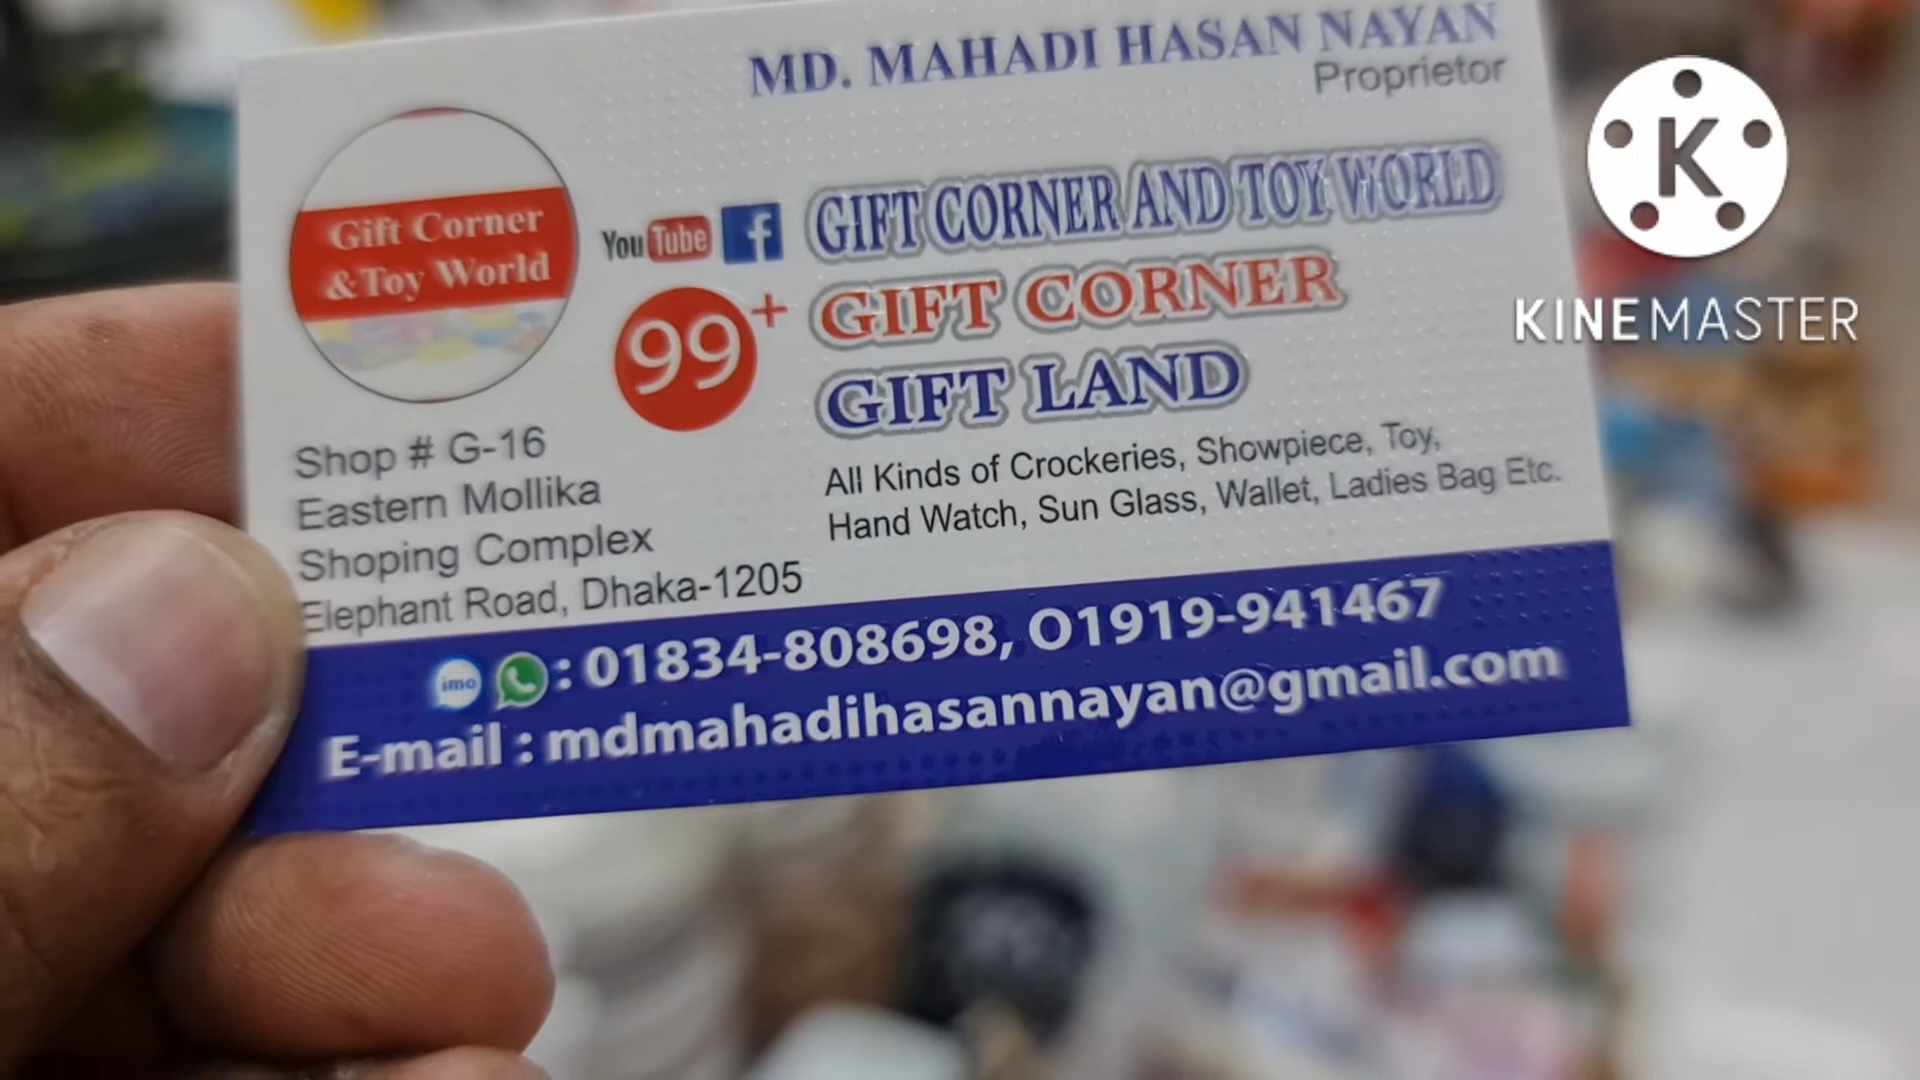 MD. MAHADI HASAN NAYAN
Proprietor
Gift Corner
& Toy World
You Tube f GIFT CORNER AND TOY WORLD
99+ GIFT CORNER
GIFT LAND
Shop # G-16
Eastern Mollika
Shoping Complex
Elephant Road, Dhaka-1205
All Kinds of Crockeries, Showpiece, Toy,
Hand Watch, Sun Glass, Wallet, Ladies Bag Etc.
imo : 01834-808698, O1919-941467
E-mail : mdmahadihasannayan@gmail.com
K
KINEMASTER